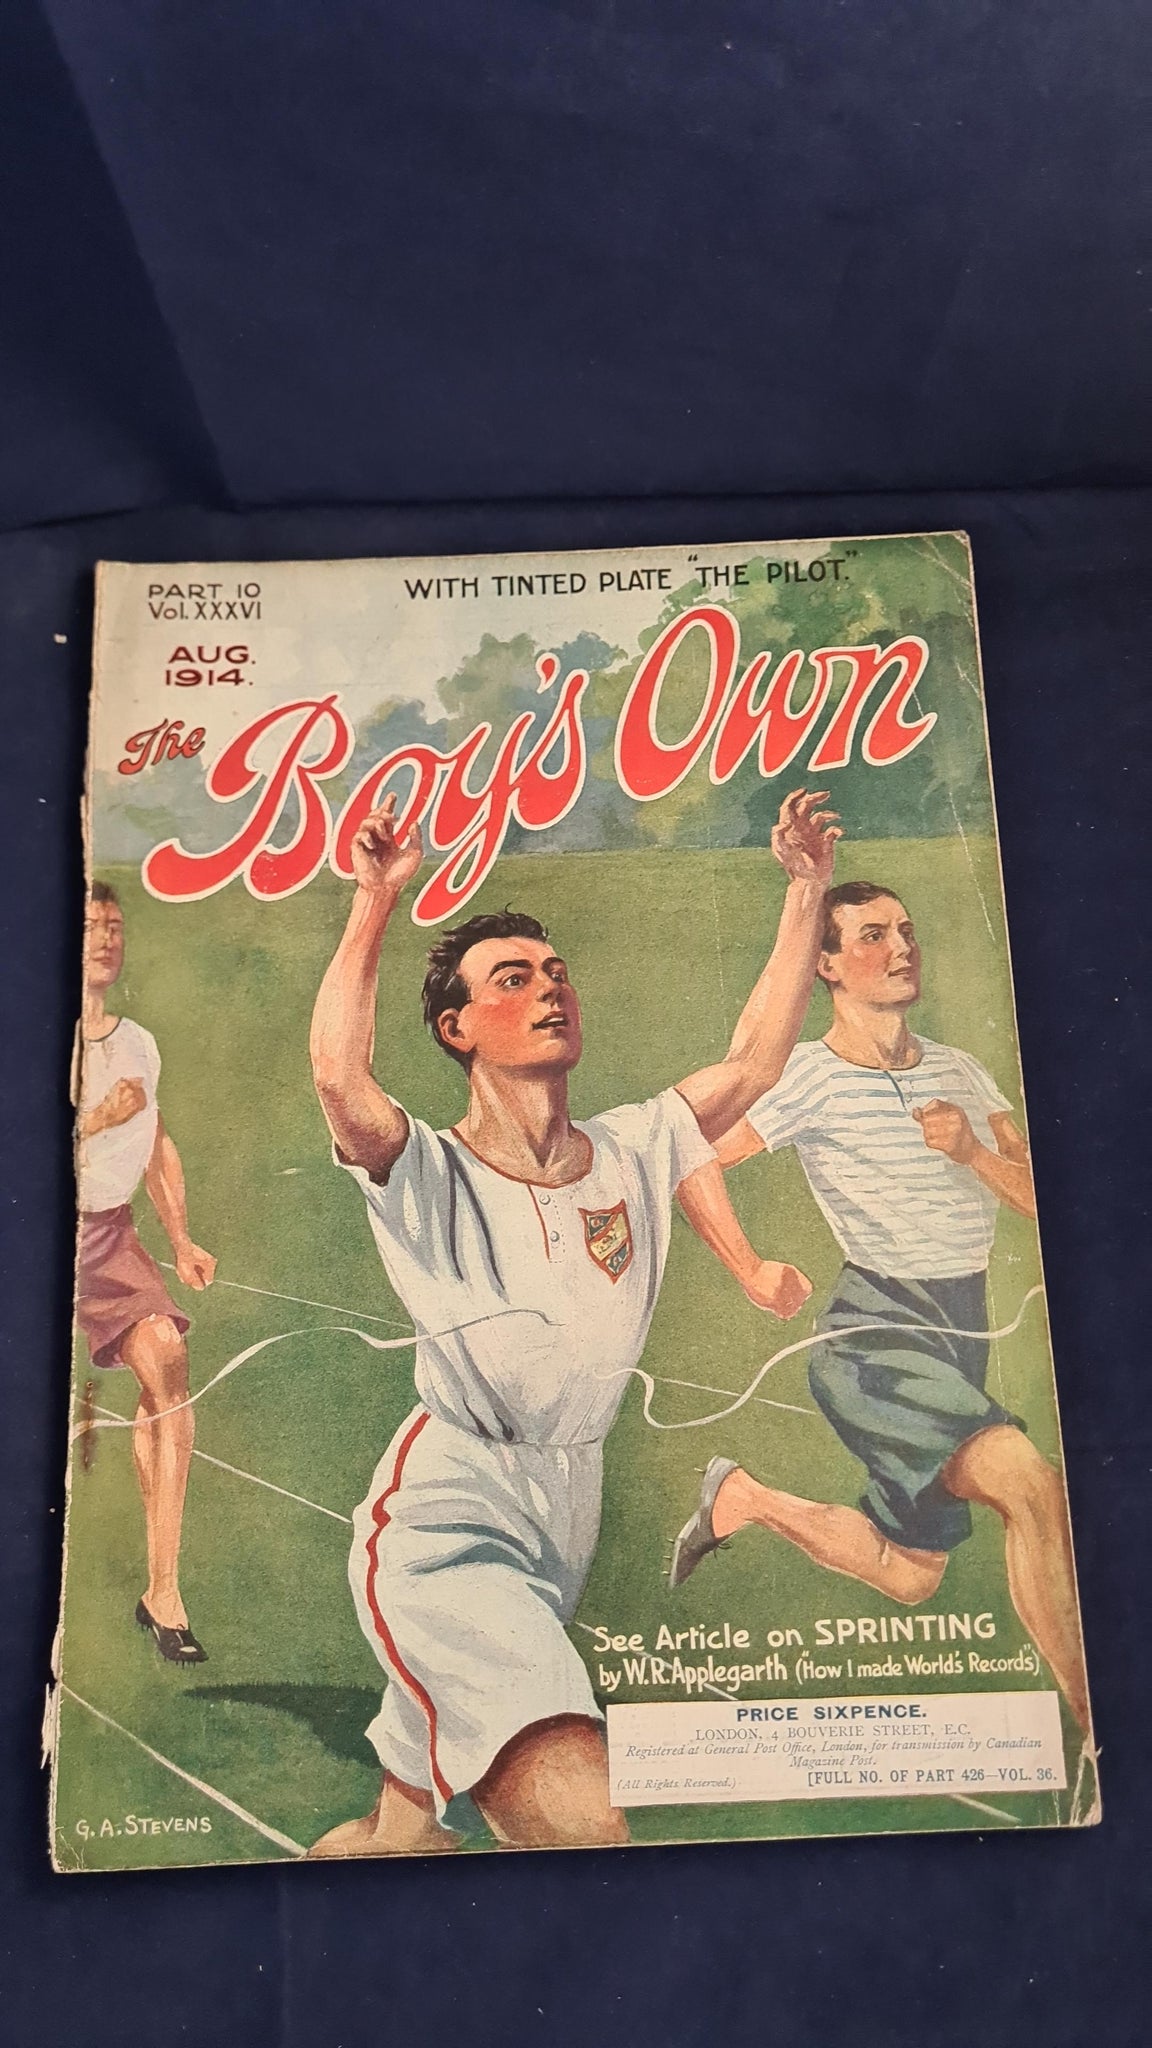 PART 10
Vol. XXXVI
WITH TINTED PLATE "THE PILOT."
AUG.
1914.
The Boy's Own
See Article on SPRINTING
by W.R. Applegarth ("How I made World's Records")
PRICE SIXPENCE.
LONDON, 4 BOUVERIE STREET, E.C.
Registered at General Post Office, London, for transmission by Canadian
Magazine Post.
(All Rights Reserved.) [FULL NO. OF PART 426—VOL. 36.
G. A. STEVENS